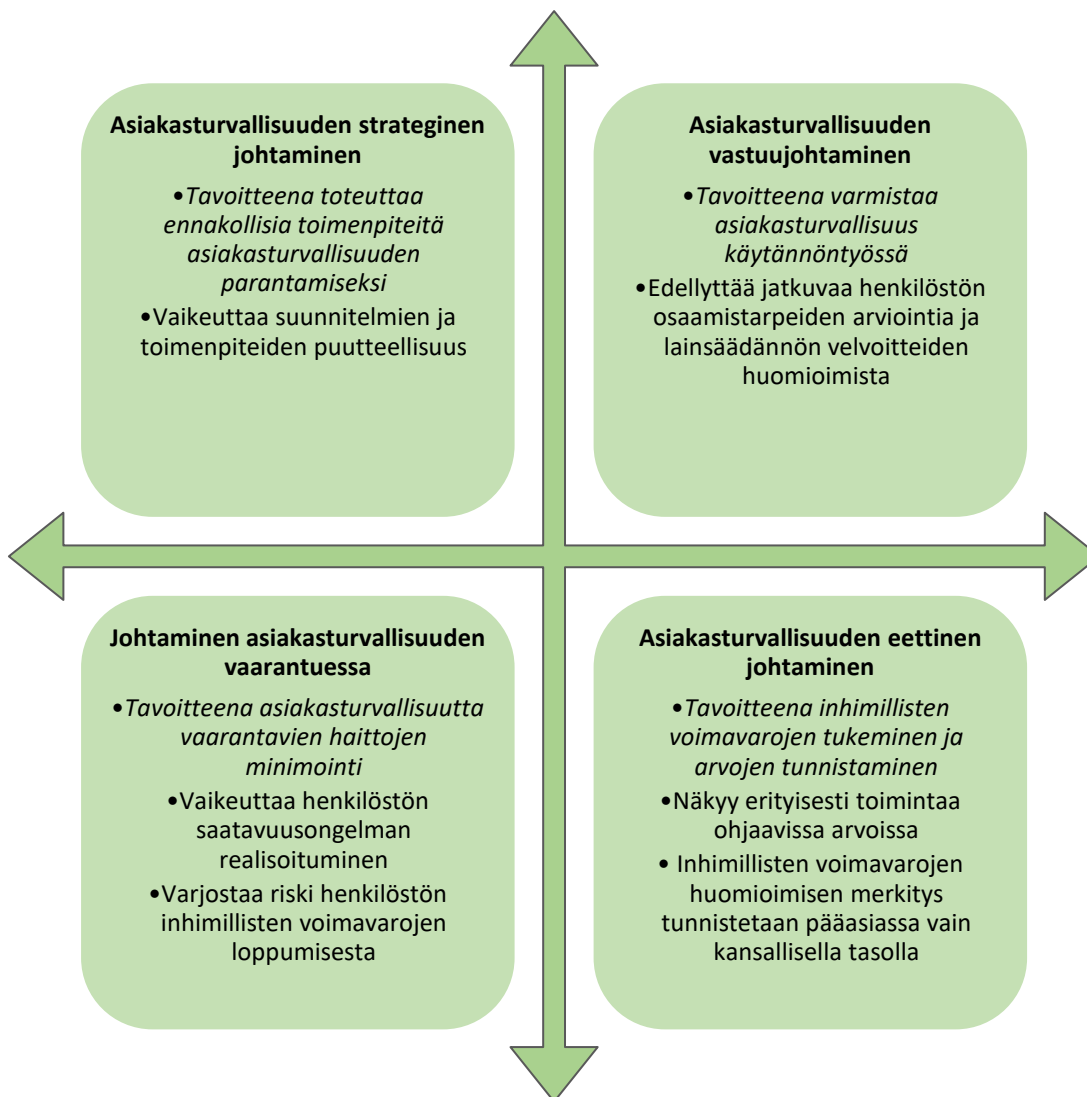 Asiakasturvallisuuden strateginen
johtaminen
•Tavoitteena toteuttaa
ennakollisia toimenpiteitä
asiakasturvallisuuden
parantamiseksi
•Vaikeuttaa suunnitelmien ja
toimenpiteiden puutteellisuus
Asiakasturvallisuuden
vastuujohtaminen
•Tavoitteena varmistaa
asiakasturvallisuus
käytännöntyössä
•Edellyttää jatkuvaa henkilöstön
osaamistarpeiden arviointia ja
lainsäädännön velvoitteiden
huomioimista
Johtaminen asiakasturvallisuuden
vaarantuessa
•Tavoitteena asiakasturvallisuutta
vaarantavien haittojen
minimointi
•Vaikeuttaa henkilöstön
saatavuusongelman
realisoituminen
•Varjostaa riski henkilöstön
inhimillisten voimavarojen
loppumisesta
Asiakasturvallisuuden eettinen
johtaminen
•Tavoitteena inhimillisten
voimavarojen tukeminen ja
arvojen tunnistaminen
•Näkyy erityisesti toimintaa
ohjaavissa arvoissa
• Inhimillisten voimavarojen
huomioimisen merkitys
tunnistetaan pääasiassa vain
kansallisella tasolla